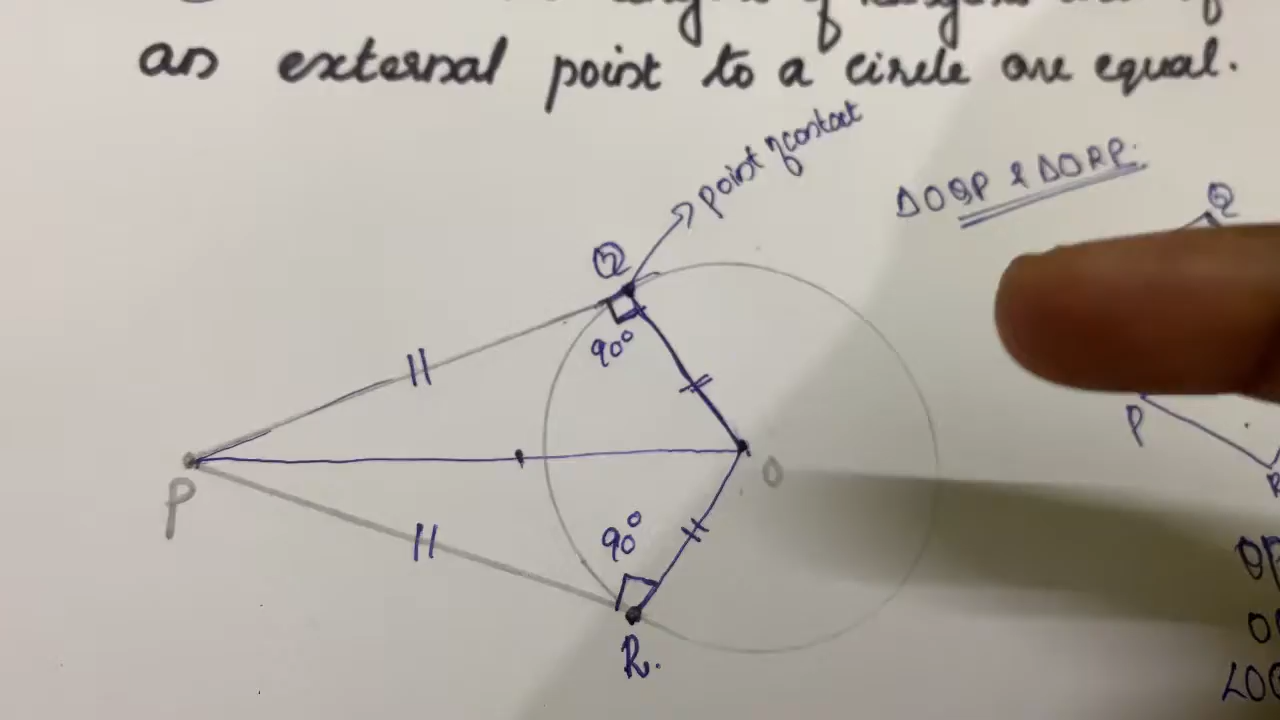 an external point to a circle are equal.
point of contact
ΔOQP & ΔORP.
Q
Q
90°
P
O
P
90°
R.